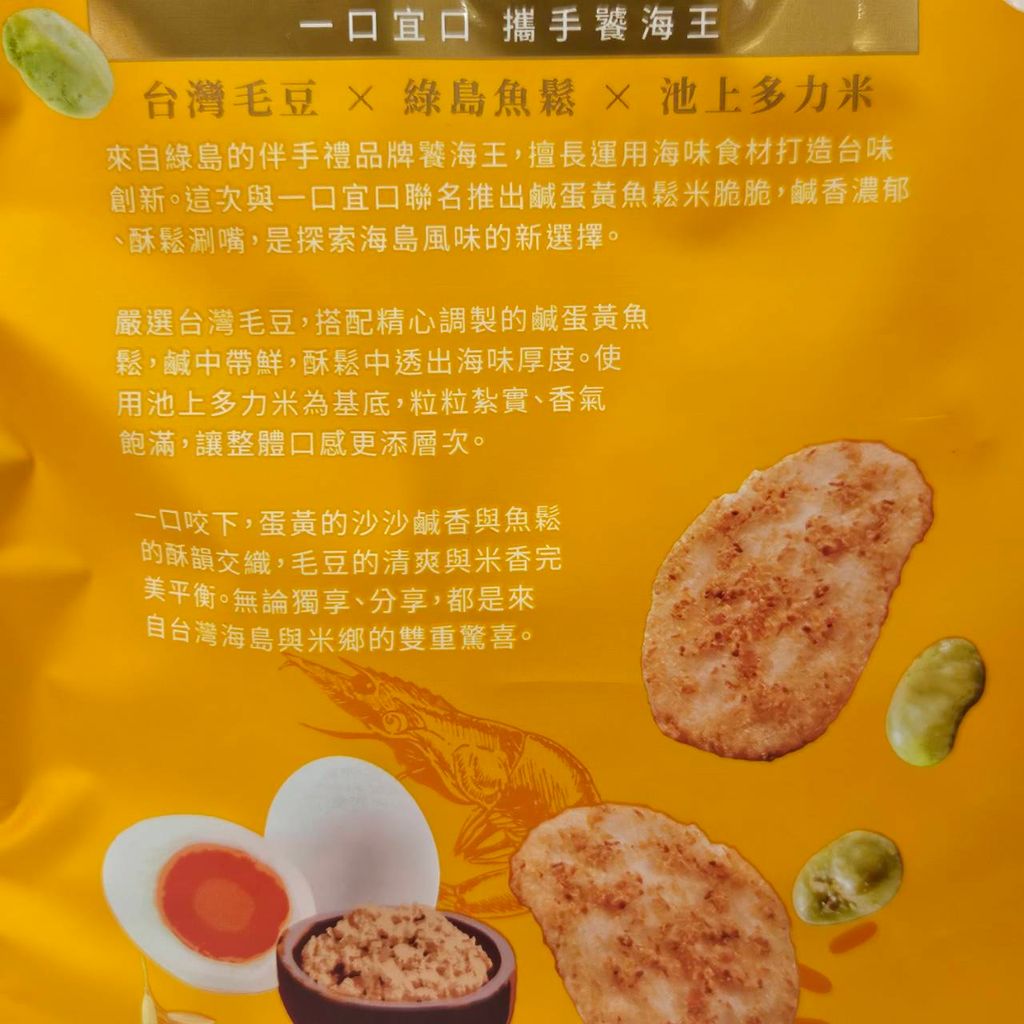 一口宜口 攜手饕海王
台灣毛豆 × 綠島魚鬆 × 池上多力米
來自綠島的伴手禮品牌饕海王，擅長運用海味食材打造台味
創新。這次與一口宜口聯名推出鹹蛋黃魚鬆米脆脆，鹹香濃郁
、酥鬆涮嘴，是探索海島風味的新選擇。
嚴選台灣毛豆，搭配精心調製的鹹蛋黃魚
鬆，鹹中帶鮮，酥鬆中透出海味厚度。使
用池上多力米為基底，粒粒紮實、香氣
飽滿，讓整體口感更添層次。
一口咬下，蛋黃的沙沙鹹香與魚鬆
的酥韻交織，毛豆的清爽與米香完
美平衡。無論獨享、分享，都是來
自台灣海島與米鄉的雙重驚喜。